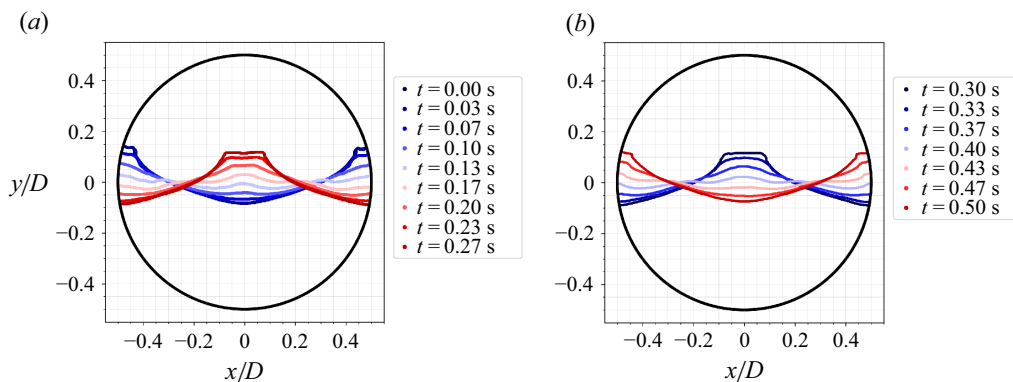 (a)
0.4
0.2
y/D 0
−0.2
−0.4
−0.4 −0.2 0 0.2 0.4
x/D
t = 0.00 s
t = 0.03 s
t = 0.07 s
t = 0.10 s
t = 0.13 s
t = 0.17 s
t = 0.20 s
t = 0.23 s
t = 0.27 s
(b)
0.4
0.2
0
−0.2
−0.4
−0.4 −0.2 0 0.2 0.4
x/D
t = 0.30 s
t = 0.33 s
t = 0.37 s
t = 0.40 s
t = 0.43 s
t = 0.47 s
t = 0.50 s